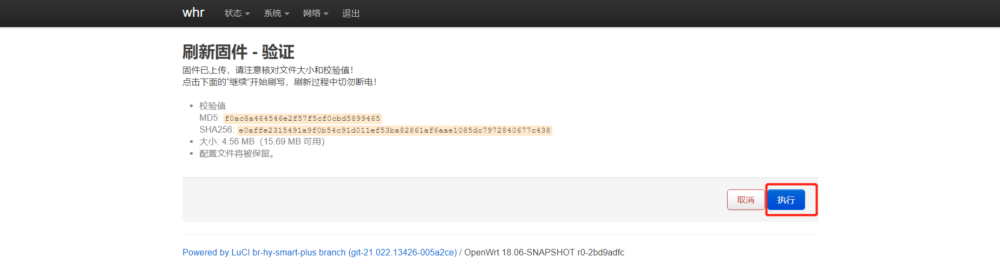 whr 状态 系统 网络 退出
刷新固件 - 验证
固件已上传，请注意核对文件大小和校验值！
点击下面的“继续”开始刷写，刷新过程中切勿断电！
校验值
MD5: f0ac8a464546e2f57f5cf0cbd5899465
SHA256: e0affe2315491a9f0b54c91d011ef53ba82861af6aae1085dc7972840677c438
大小: 4.56 MB（15.69 MB 可用）
配置文件将被保留。
取消 执行
Powered by LuCI br-hy-smart-plus branch (git-21.022.13426-005a2ce) / OpenWrt 18.06-SNAPSHOT r0-2bd9adfc